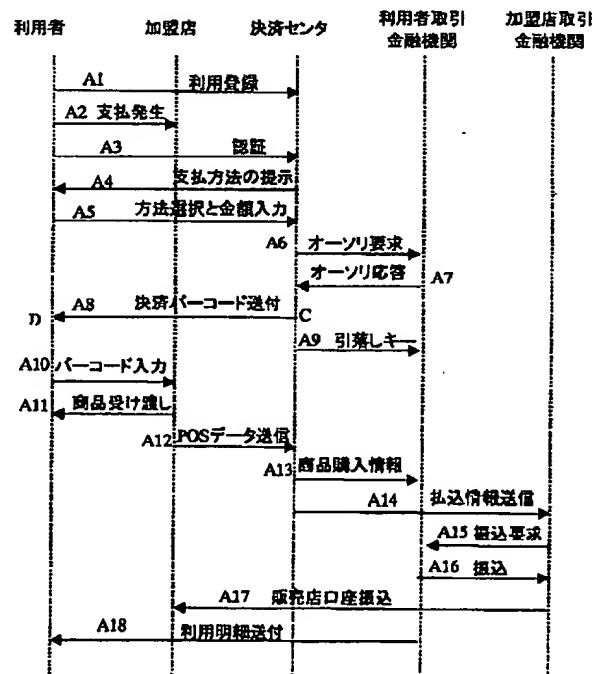 利用者 加盟店 決済センタ 利用者取引 加盟店取引
金融機関 金融機関
A1 利用登録
A2 支払発生
A3 認証
A4 支払方法の提示
A5 方法選択と金額入力
A6 オーソリ要求
オーソリ応答 A7
D A8 決済バーコード送付 C
A9 引落しキー
A10 バーコード入力
A11 商品受け渡し
A12 POSデータ送信
A13 商品購入情報
A14 払込情報送信
A15 振込要求
A16 振込
A17 販売店口座振込
A18 利用明細送付